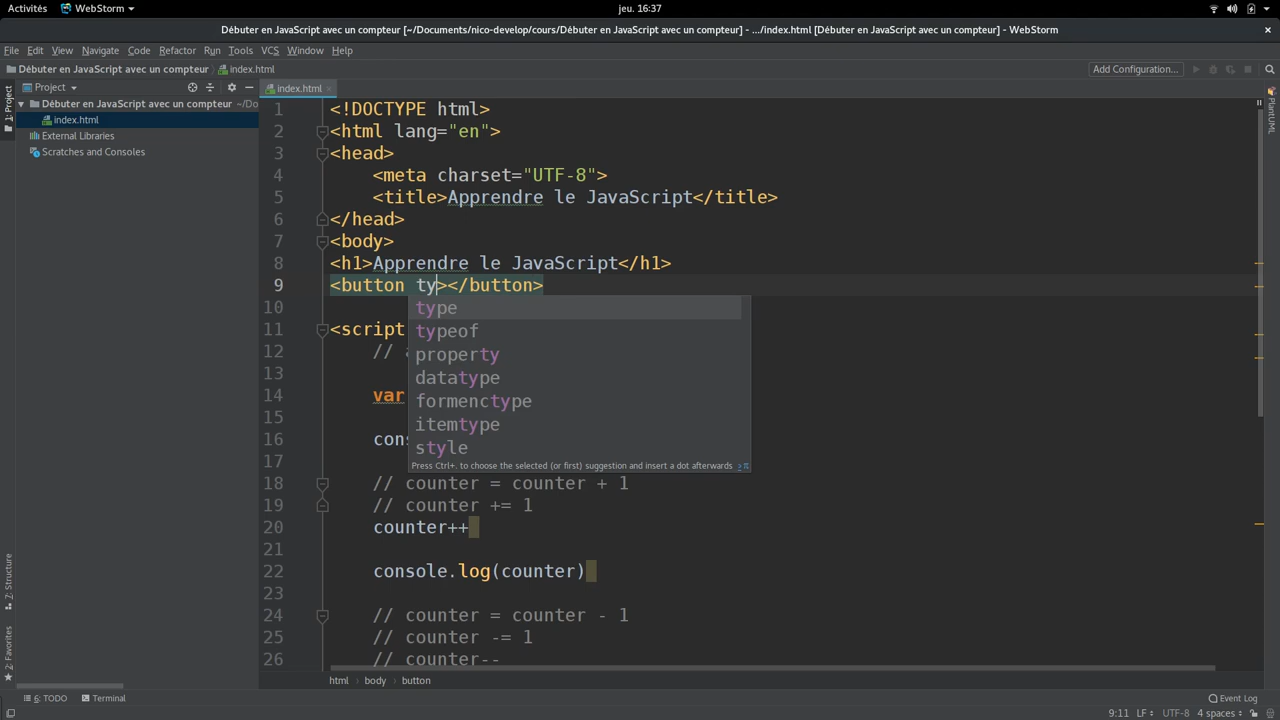 Activités
WebStorm
jeu. 16:37
Débuter en JavaScript avec un compteur [~/Documents/nico-develop/cours/Débuter en JavaScript avec un compteur] - .../index.html [Débuter en JavaScript avec un compteur] - WebStorm
File Edit View Navigate Code Refactor Run Tools VCS Window Help
Débuter en JavaScript avec un compteur index.html
Add Configuration...
Project
index.html
Débuter en JavaScript avec un compteur ~/Do
index.html
External Libraries
Scratches and Consoles
1: Project
Z: Structure
2: Favorites
PlantUML
1 <!DOCTYPE html>
2 <html lang="en">
3 <head>
4 <meta charset="UTF-8">
5 <title>Apprendre le JavaScript</title>
6 </head>
7 <body>
8 <h1>Apprendre le JavaScript</h1>
9 <button ty></button>
10
11 <script
12 //
13
14 var
15
16 cons
17
18 // counter = counter + 1
19 // counter += 1
20 counter++
21
22 console.log(counter)
23
24 // counter = counter - 1
25 // counter -= 1
26 // counter--
type
typeof
property
datatype
formenctype
itemtype
style
Press Ctrl+. to choose the selected (or first) suggestion and insert a dot afterwards
html body button
6: TODO
Terminal
Event Log
9:11 LF UTF-8 4 spaces